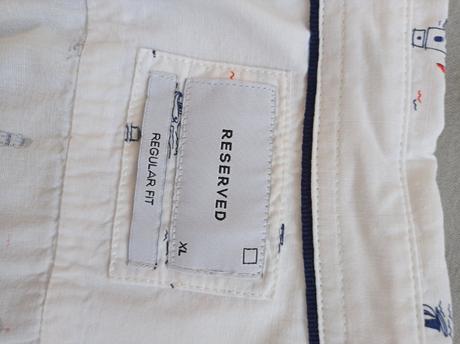 RESERVED
XL
REGULAR FIT